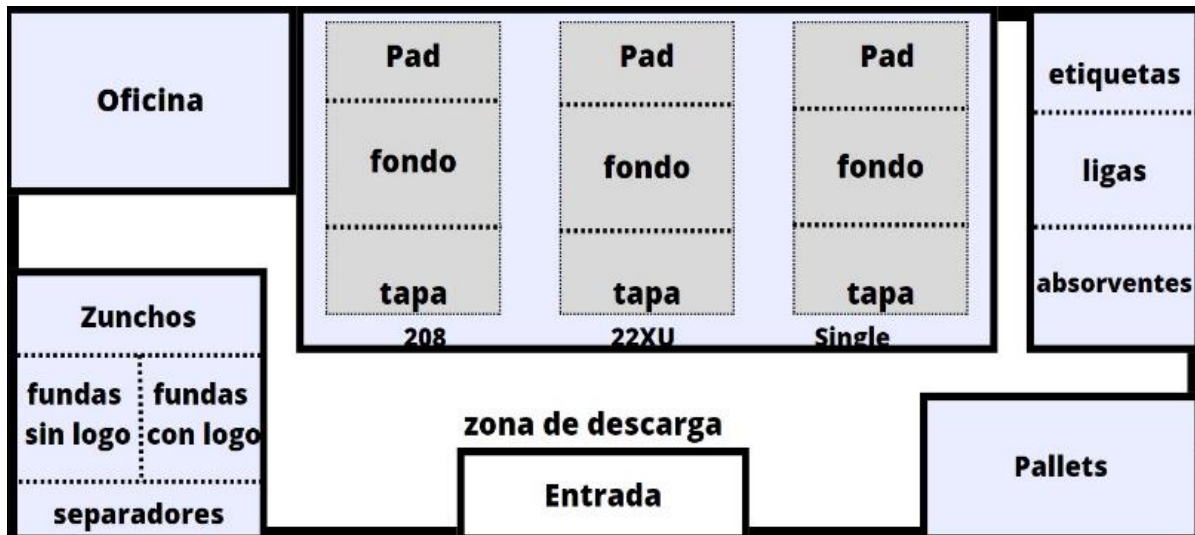 Oficina
Pad
fondo
tapa
208
Pad
fondo
tapa
22XU
Pad
fondo
tapa
Single
etiquetas
ligas
absorventes
Zunchos
fundas
sin logo
fundas
con logo
separadores
zona de descarga
Entrada
Pallets